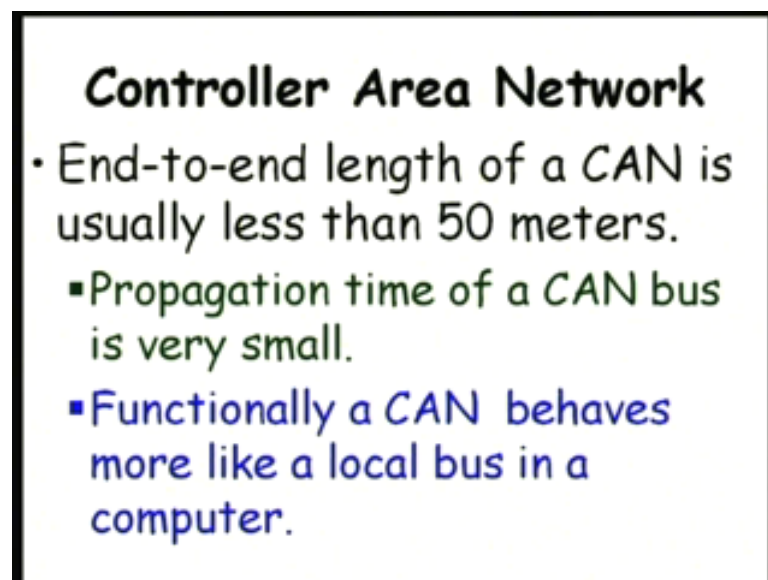 Controller Area Network
• End-to-end length of a CAN is
usually less than 50 meters.
▪Propagation time of a CAN bus
is very small.
▪Functionally a CAN behaves
more like a local bus in a
computer.